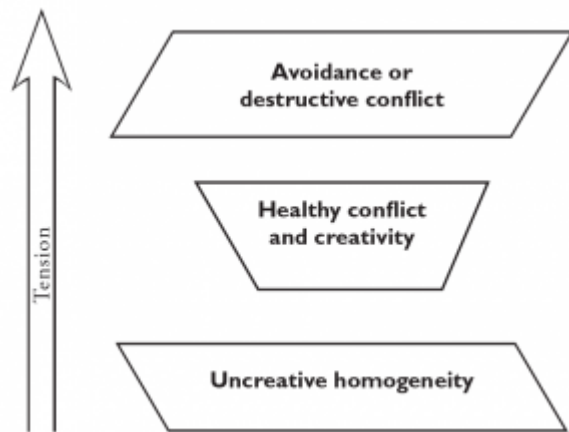 Avoidance or
destructive conflict
Healthy conflict
and creativity
Tension
Uncreative homogeneity